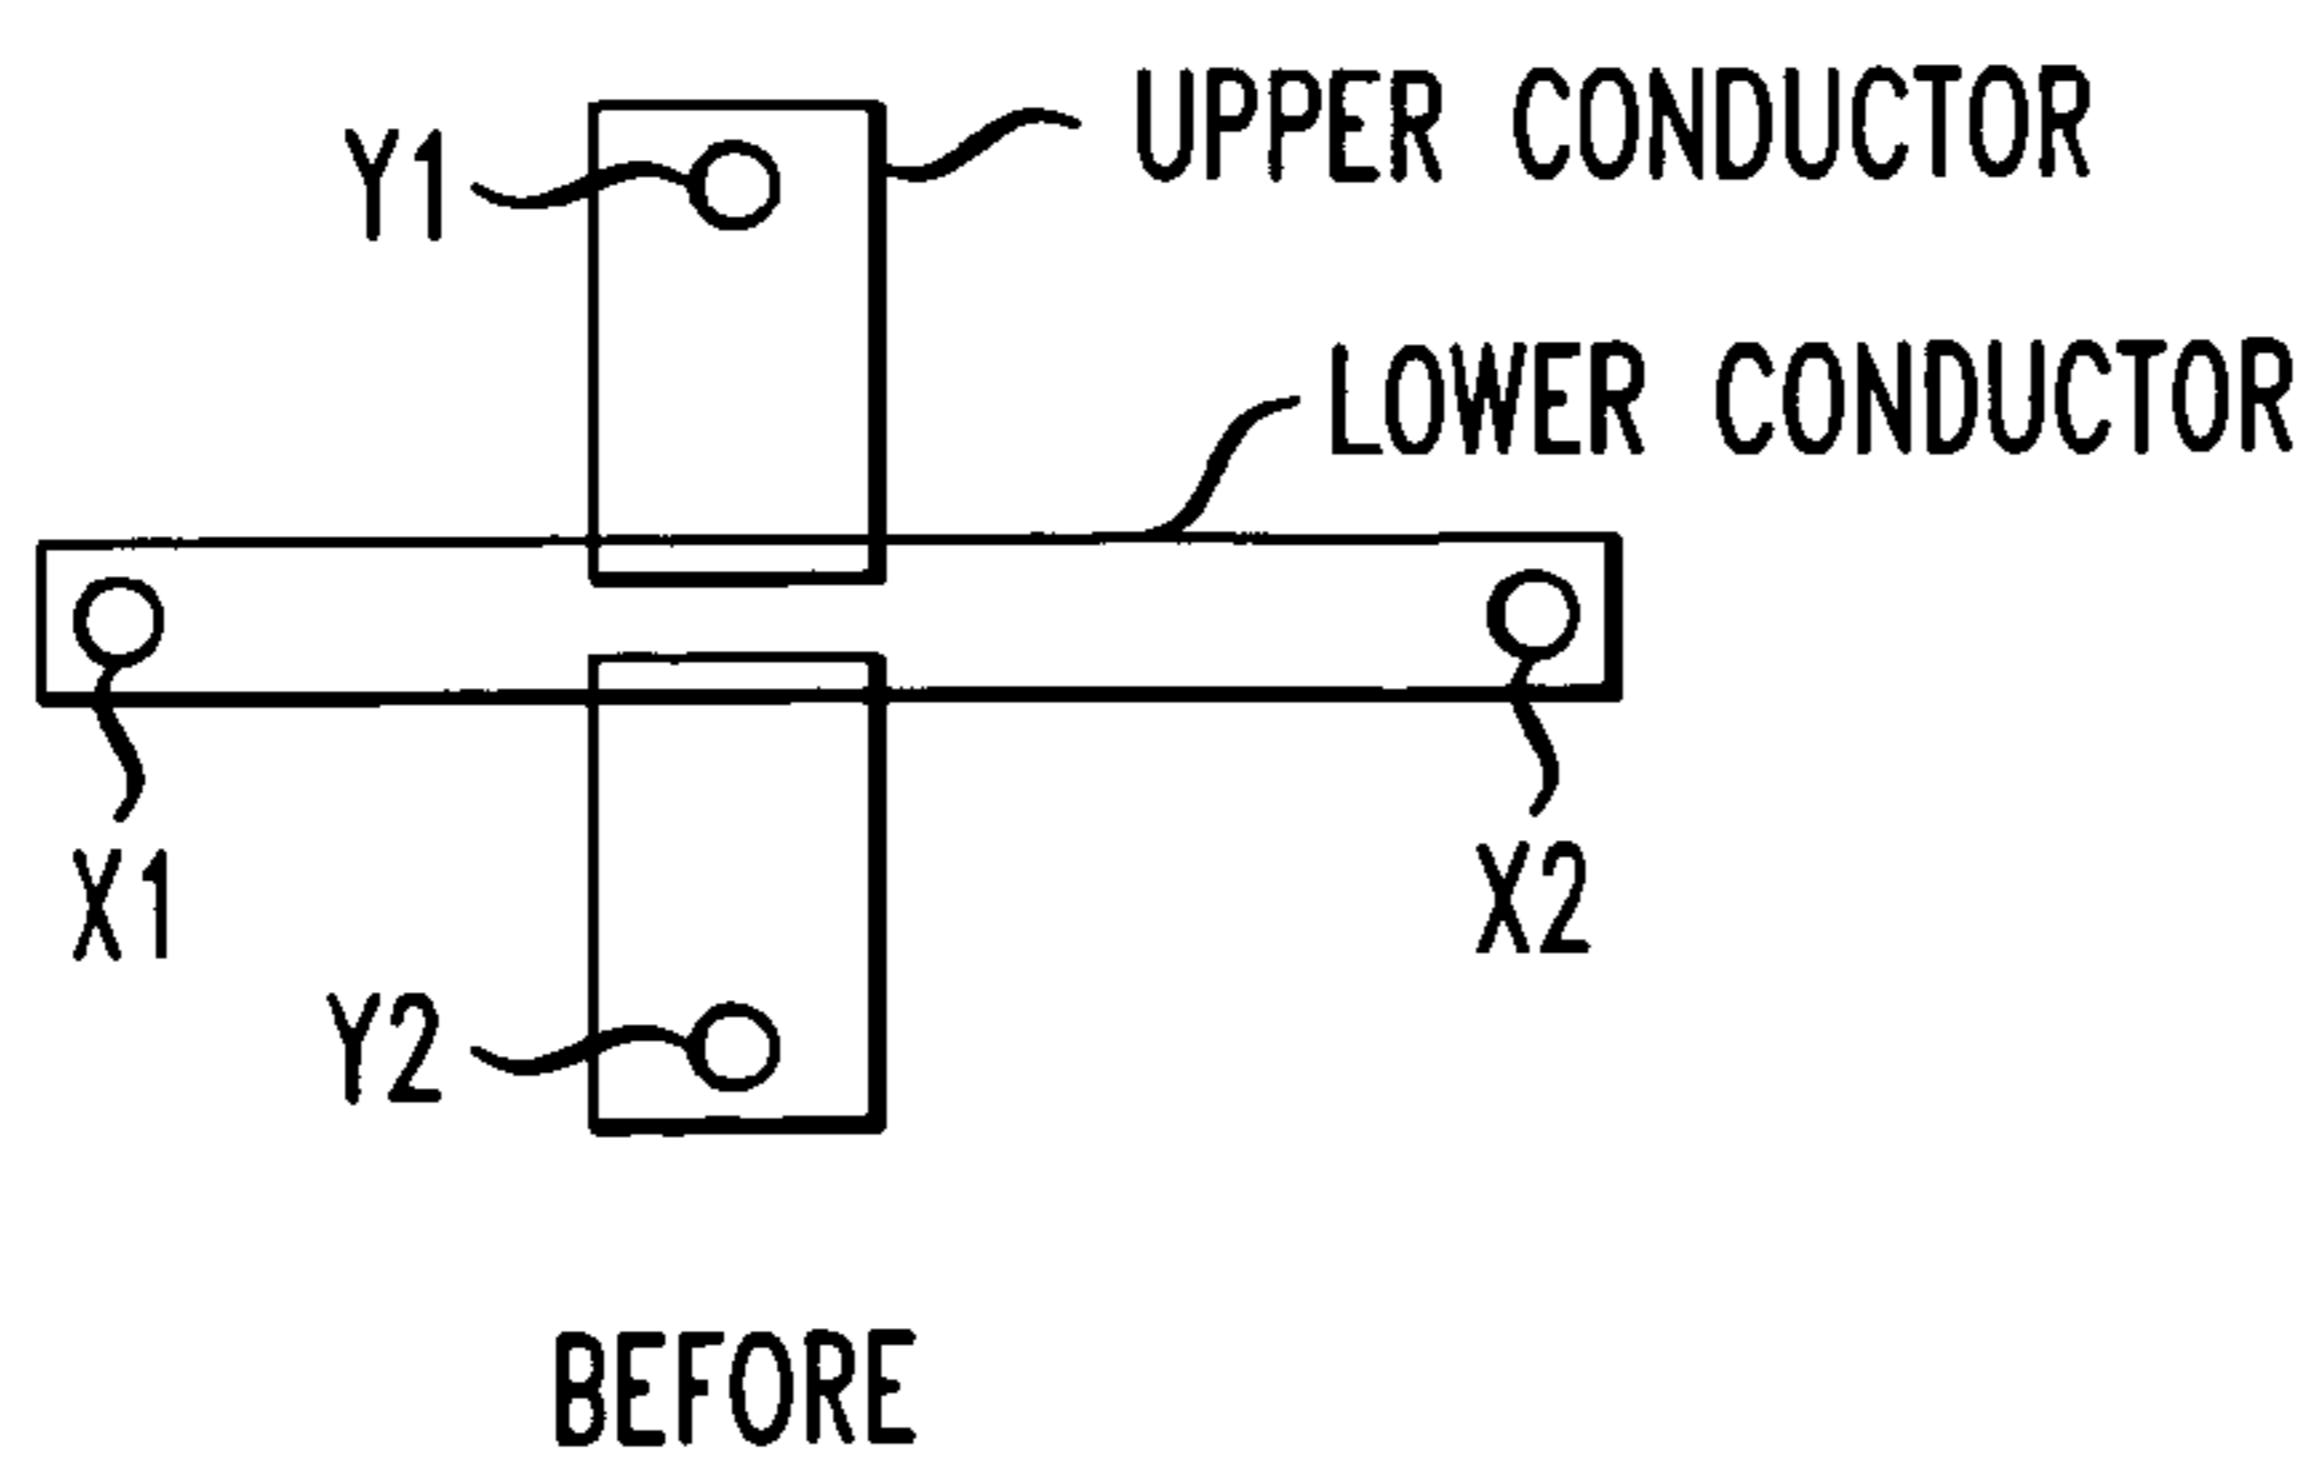 UPPER CONDUCTOR
Y1
LOWER CONDUCTOR
X1
X2
Y2
BEFORE